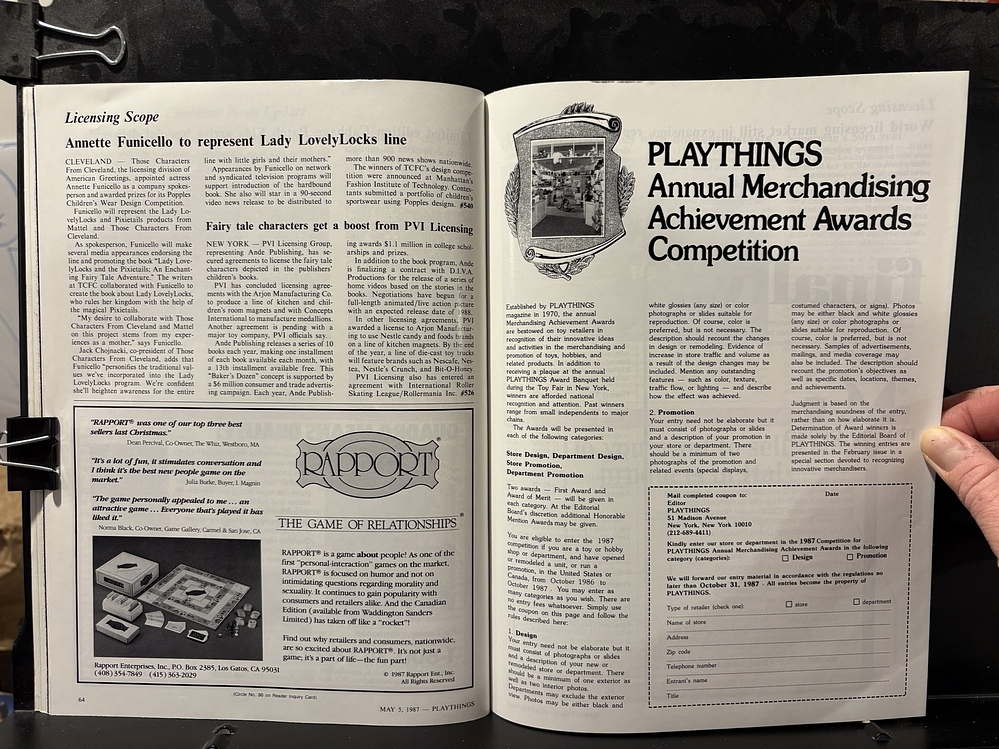 Licensing Scope
Annette Funicello to represent Lady LovelyLocks line
CLEVELAND — Those Characters
From Cleveland, the licensing division of
American Greetings, appointed actress
Annette Funicello as a company spokes-
person and awarded prizes for its Popples
Children's Wear Design Competition.
Funicello will represent the Lady Lo-
velyLocks and Pixietails products from
Mattel and Those Characters From
Cleveland.
As spokesperson, Funicello will make
several media appearances endorsing the
line and promoting the book "Lady Love-
lyLocks and the Pixietails; An Enchant-
ing Fairy Tale Adventure." The writers
at TCFC collaborated with Funicello to
create the book about Lady LovelyLocks,
who rules her kingdom with the help of
the magical Pixietails.
"My desire to collaborate with Those
Characters From Cleveland and Mattel
on this project stems from my exper-
iences as a mother," says Funicello.
Jack Chojnacki, co-president of Those
Characters From Cleveland, adds that
Funicello "personifies the traditional val-
ues we've incorporated into the Lady
LovelyLocks program. We're confident
she'll heighten awareness for the entire
line with little girls and their mothers."
Appearances by Funicello on network
and syndicated television programs will
support introduction of the hardbound
book. She also will star in a 90-second
video news release to be distributed to
more than 900 news shows nationwide.
The winners of TCFC's design compe-
tition were announced at Manhattan's
Fashion Institute of Technology. Contes-
tants submitted a portfolio of children's
sportswear using Popples designs. #540
Fairy tale characters get a boost from PVI Licensing
NEW YORK — PVI Licensing Group,
representing Ande Publishing, has se-
cured agreements to license the fairy tale
characters depicted in the publishers'
children's books.
PVI has concluded licensing agree-
ments with the Arjon Manufacturing Co.
to produce a line of kitchen and chil-
dren's room magnets and with Concepts
International to manufacture medallions.
Another agreement is pending with a
major toy company, PVI officials say.
Ande Publishing releases a series of 10
books each year, making one installment
of each book available each month, with
a 13th installment available free. This
"Baker's Dozen" concept is supported by
a $6 million consumer and trade advertis-
ing campaign. Each year, Ande Publish-
ing awards $1.1 million in college schol-
arships and prizes.
In addition to the book program, Ande
is finalizing a contract with D.I.V.A.
Productions for the release of a series of
home videos based on the stories in the
books. Negotiations have begun for a
full-length animated/live action picture
with an expected release date of 1988.
In other licensing agreements, PVI
awarded a license to Arjon Manufactur-
ing to use Nestle candy and foods brands
on a line of kitchen magnets. By the end
of the year, a line of die-cast toy trucks
will feature brands such as Nescafe, Nes-
tea, Nestle's Crunch, and Bit-O-Honey.
PVI Licensing also has entered an
agreement with International Roller
Skating League/Rollermania Inc. #526
"RAPPORT® was one of our top three best
sellers last Christmas."
Dean Percival, Co-Owner, The Whiz, Westboro, MA
"It's a lot of fun, it stimulates conversation and
I think it's the best new people game on the
market."
Julia Burke, Buyer, I. Magnin
"The game personally appealed to me . . . an
attractive game . . . Everyone that's played it has
liked it."
Norma Black, Co-Owner, Game Gallery, Carmel & San Jose, CA
RAPPORT
THE GAME OF RELATIONSHIPS®
RAPPORT® is a game about people! As one of the
first "personal-interaction" games on the market,
RAPPORT® is focused on humor and not on
intimidating questions regarding morality and
sexuality. It continues to gain popularity with
consumers and retailers alike. And the Canadian
Edition (available from Waddington Sanders
Limited) has taken off like a "rocket"!
Find out why retailers and consumers, nationwide,
are so excited about RAPPORT®. It's not just a
game; it's a part of life—the fun part!
Rapport Enterprises, Inc., P.O. Box 2385, Los Gatos, CA 95031
(408) 354-7849 (415) 363-2029
© 1987 Rapport Ent., Inc.
All Rights Reserved
(Circle No. 30 on Reader Inquiry Card)
64
MAY 5, 1987 — PLAYTHINGS
PLAYTHINGS
Annual Merchandising
Achievement Awards
Competition
Established by PLAYTHINGS
magazine in 1970, the annual
Merchandising Achievement Awards
are bestowed on toy retailers in
recognition of their innovative ideas
and activities in the merchandising and
promotion of toys, hobbies, and
related products. In addition to
receiving a plaque at the annual
PLAYTHINGS Award Banquet held
during the Toy Fair in New York,
winners are afforded national
recognition and attention. Past winners
range from small independents to major
chains.
The Awards will be presented in
each of the following categories:
Store Design, Department Design,
Store Promotion,
Department Promotion
Two awards — First Award and
Award of Merit — will be given in
each category. At the Editorial
Board's discretion additional Honorable
Mention Awards may be given.
You are eligible to enter the 1987
competition if you are a toy or hobby
shop or department, and have opened
or remodeled a unit, or run a
promotion, in the United States or
Canada, from October 1986 to
October 1987. You may enter as
many categories as you wish. There are
no entry fees whatsoever. Simply use
the coupon on this page and follow the
rules described here:
1. Design
Your entry need not be elaborate but it
must consist of photographs or slides
and a description of your new or
remodeled store or department. There
should be a minimum of one exterior as
well as two interior photos.
Departments may exclude the exterior
view. Photos may be either black and
white glossies (any size) or color
photographs or slides suitable for
reproduction. Of course, color is
preferred, but is not necessary. The
description should recount the changes
in design or remodeling. Evidence of
increase in store traffic and volume as
a result of the design changes may be
included. Mention any outstanding
features — such as color, texture,
traffic flow, or lighting — and describe
how the effect was achieved.
2. Promotion
Your entry need not be elaborate but it
must consist of photographs or slides
and a description of your promotion in
your store or department. There
should be a minimum of two
photographs of the promotion and
related events (special displays,
costumed characters, or signs). Photos
may be either black and white glossies
(any size) or color photographs or
slides suitable for reproduction. Of
course, color is preferred, but is not
necessary. Samples of advertisements,
mailings, and media coverage may
also be included. The description should
recount the promotion's objectives as
well as specific dates, locations, themes,
and achievements.
Judgment is based on the
merchandising soundness of the entry,
rather than on how elaborate it is.
Determination of Award winners is
made solely by the Editorial Board of
PLAYTHINGS. The winning entries are
presented in the February issue in a
special section devoted to recognizing
innovative merchandisers.
Mail completed coupon to: Date
Editor
PLAYTHINGS
51 Madison Avenue
New York, New York 10010
(212-689-4411)
Kindly enter our store or department in the 1987 Competition for
PLAYTHINGS Annual Merchandising Achievement Awards in the following
category (categories): Design Promotion
We will forward our entry material in accordance with the regulations no
later than October 31, 1987. All entries become the property of
PLAYTHINGS.
Type of retailer (check one): store department
Name of store
Address
Zip code
Telephone number
Entrant's name
Title